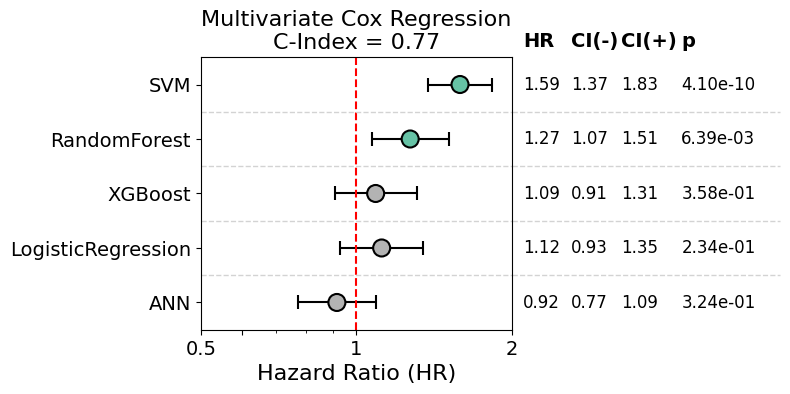 Multivariate Cox Regression
C-Index = 0.77
HR CI(-) CI(+) p
SVM 1.59 1.37 1.83 4.10e-10
RandomForest 1.27 1.07 1.51 6.39e-03
XGBoost 1.09 0.91 1.31 3.58e-01
LogisticRegression 1.12 0.93 1.35 2.34e-01
ANN 0.92 0.77 1.09 3.24e-01
0.5 1 2
Hazard Ratio (HR)